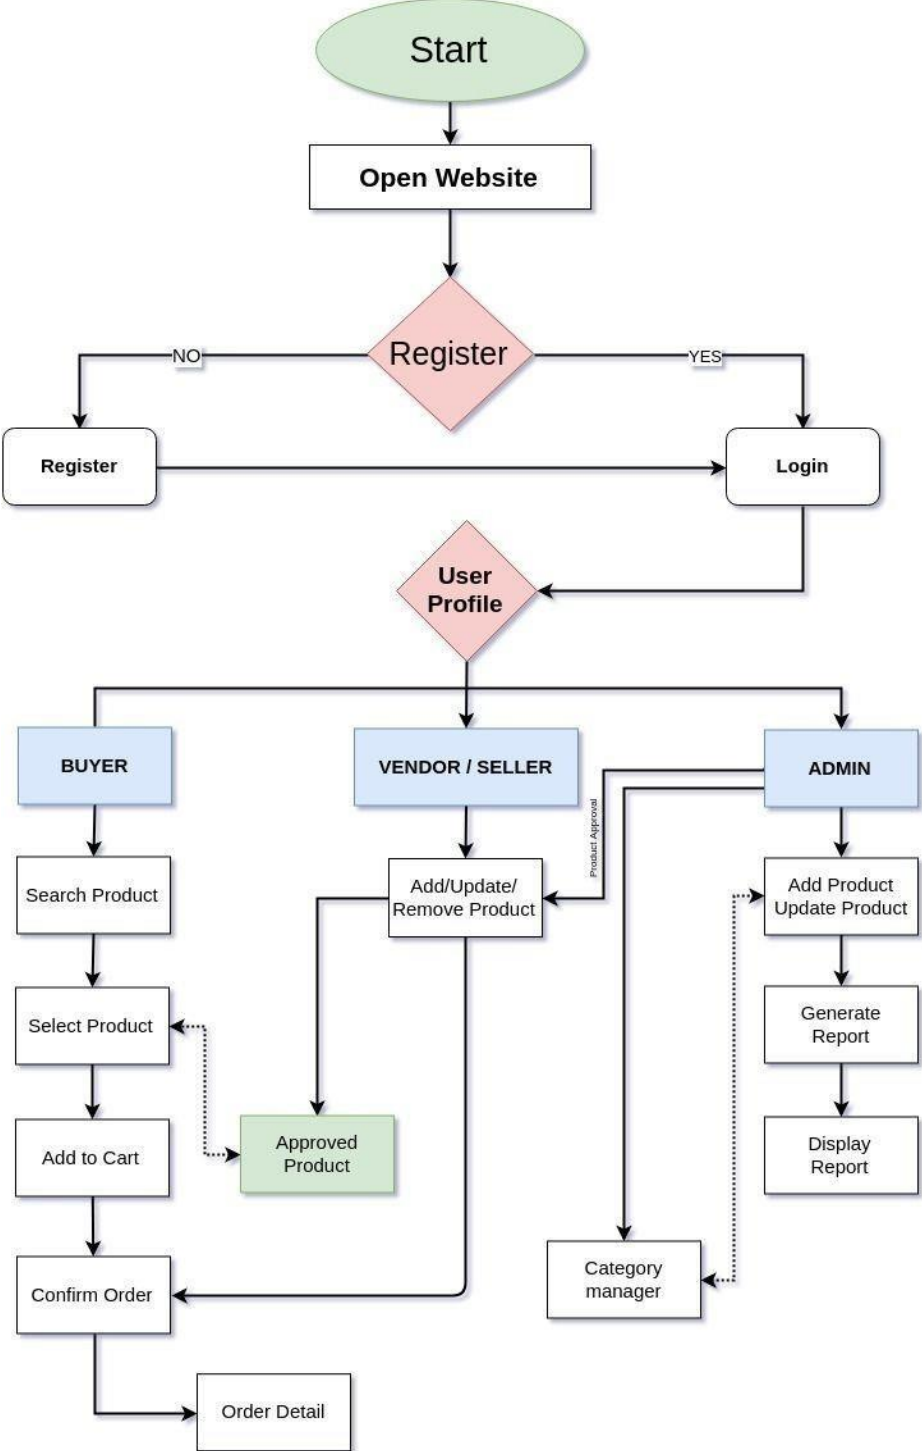 Start
Open Website
Register
NO
YES
Register
Login
User
Profile
BUYER
VENDOR / SELLER
ADMIN
Product Approval
Search Product
Add/Update/
Remove Product
Add Product
Update Product
Select Product
Generate
Report
Add to Cart
Approved
Product
Display
Report
Confirm Order
Category
manager
Order Detail